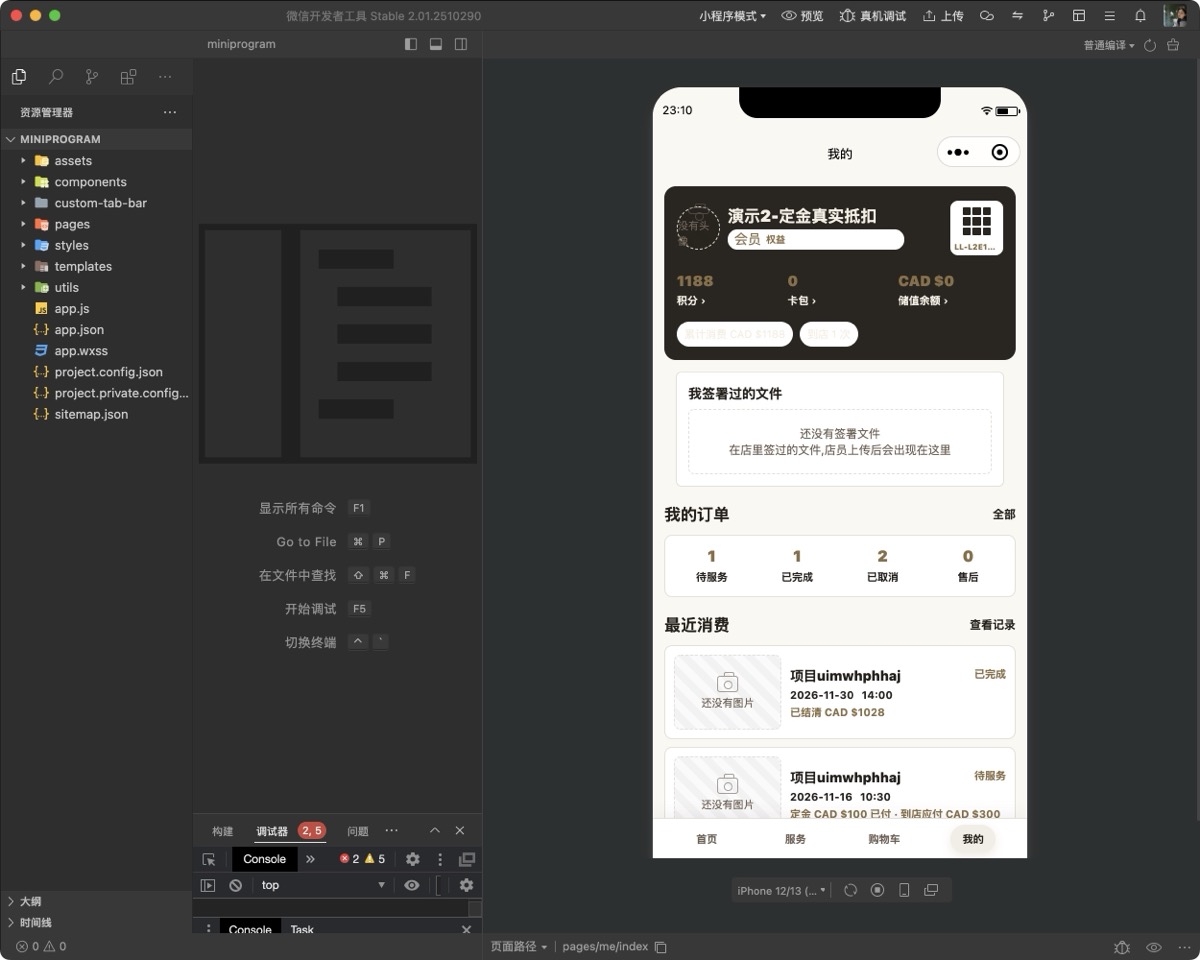 微信开发者工具 Stable 2.01.2510290
小程序模式 预览 真机调试 上传
miniprogram
普通编译
资源管理器
MINIPROGRAM
assets
components
custom-tab-bar
pages
styles
templates
utils
app.js
app.json
app.wxss
project.config.json
project.private.config...
sitemap.json
大纲
时间线
0 0
显示所有命令 F1
Go to File ⌘ P
在文件中查找 ⇧ ⌘ F
开始调试 F5
切换终端 ^ `
构建 调试器 2, 5 问题
Console 2 5
top
Console Task
23:10
我的
没有头像
演示2-定金真实抵扣
会员 权益
LL-L2E1...
1188 0 CAD $0
积分 › 卡包 › 储值余额 ›
累计消费 CAD $1188 到店 1 次
我签署过的文件
还没有签署文件
在店里签过的文件,店员上传后会出现在这里
我的订单 全部
1 1 2 0
待服务 已完成 已取消 售后
最近消费 查看记录
还没有图片
项目uimwhphhaj 已完成
2026-11-30 14:00
已结清 CAD $1028
还没有图片
项目uimwhphhaj 待服务
2026-11-16 10:30
定金 CAD $100 已付 · 到店应付 CAD $300
首页 服务 购物车 我的
iPhone 12/13 (...
页面路径 pages/me/index